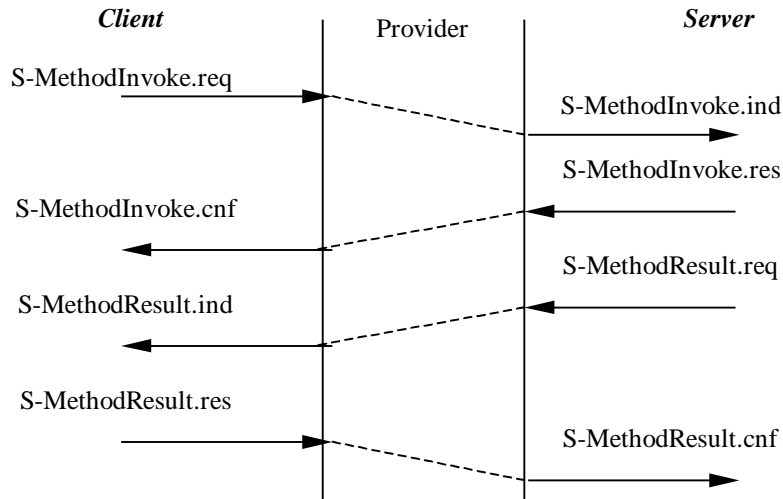 Client
Provider
Server
S-MethodInvoke.req
S-MethodInvoke.ind
S-MethodInvoke.res
S-MethodInvoke.cnf
S-MethodResult.req
S-MethodResult.ind
S-MethodResult.res
S-MethodResult.cnf